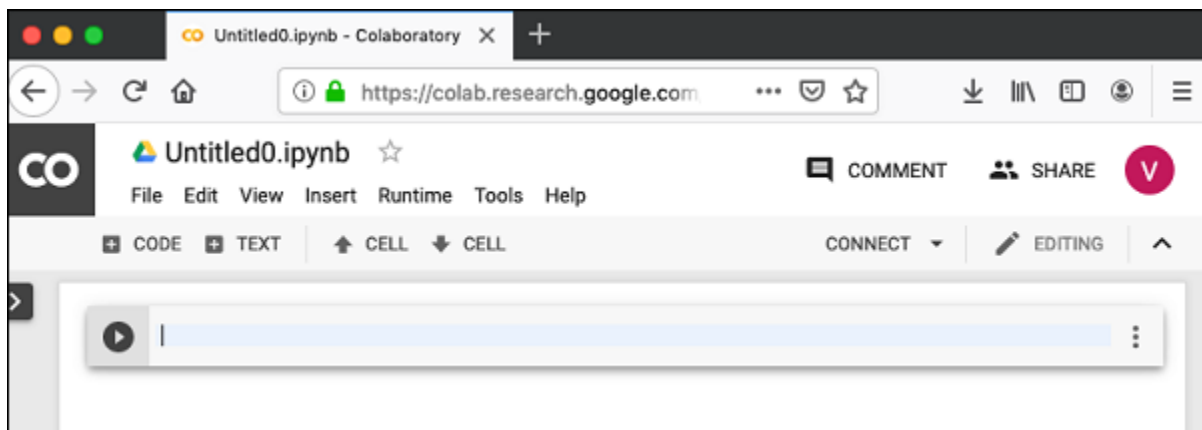 CO Untitled0.ipynb - Colaboratory
https://colab.research.google.com
CO Untitled0.ipynb COMMENT SHARE V
File Edit View Insert Runtime Tools Help
CODE TEXT CELL CELL CONNECT EDITING